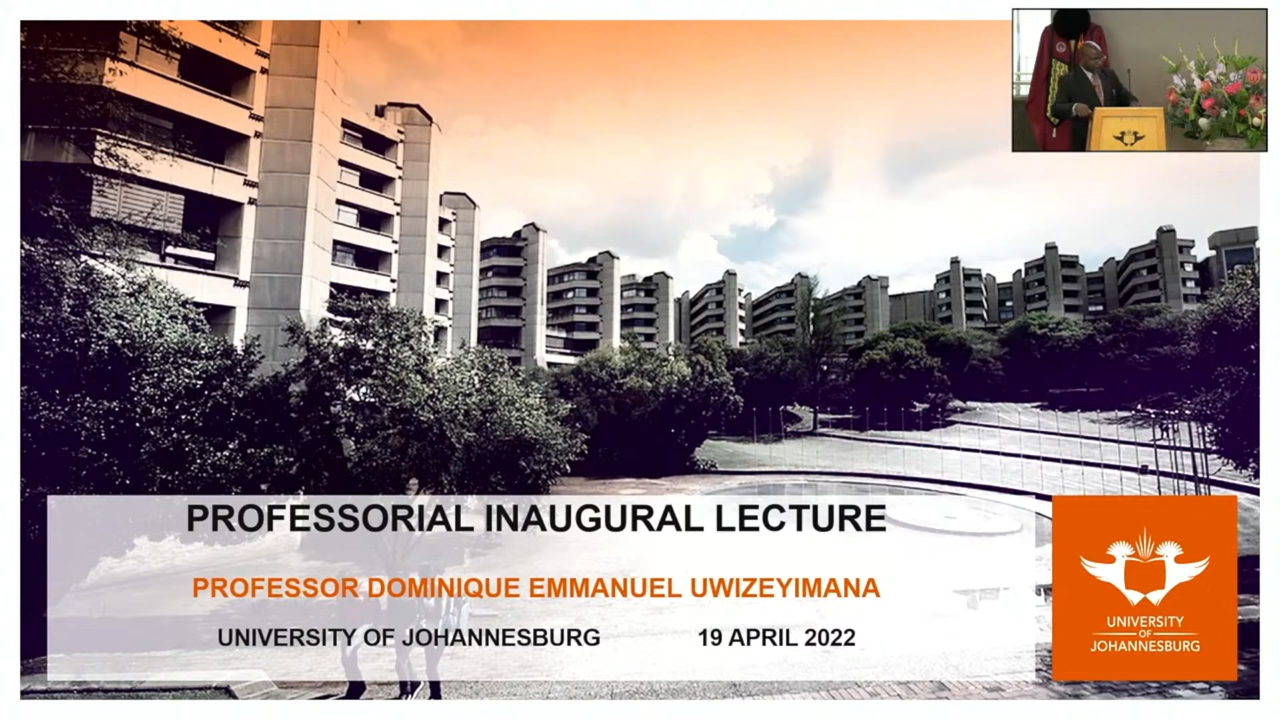 PROFESSORIAL INAUGURAL LECTURE
PROFESSOR DOMINIQUE EMMANUEL UWIZEYIMANA
UNIVERSITY OF JOHANNESBURG 19 APRIL 2022
UNIVERSITY
OF
JOHANNESBURG